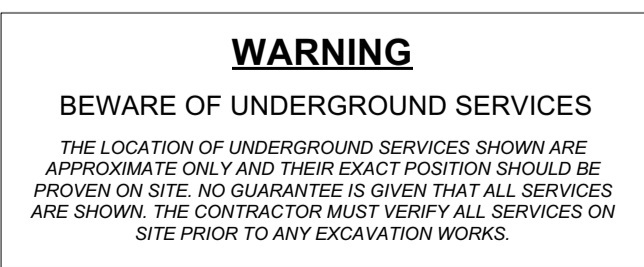 WARNING
BEWARE OF UNDERGROUND SERVICES
THE LOCATION OF UNDERGROUND SERVICES SHOWN ARE
APPROXIMATE ONLY AND THEIR EXACT POSITION SHOULD BE
PROVEN ON SITE. NO GUARANTEE IS GIVEN THAT ALL SERVICES
ARE SHOWN. THE CONTRACTOR MUST VERIFY ALL SERVICES ON
SITE PRIOR TO ANY EXCAVATION WORKS.